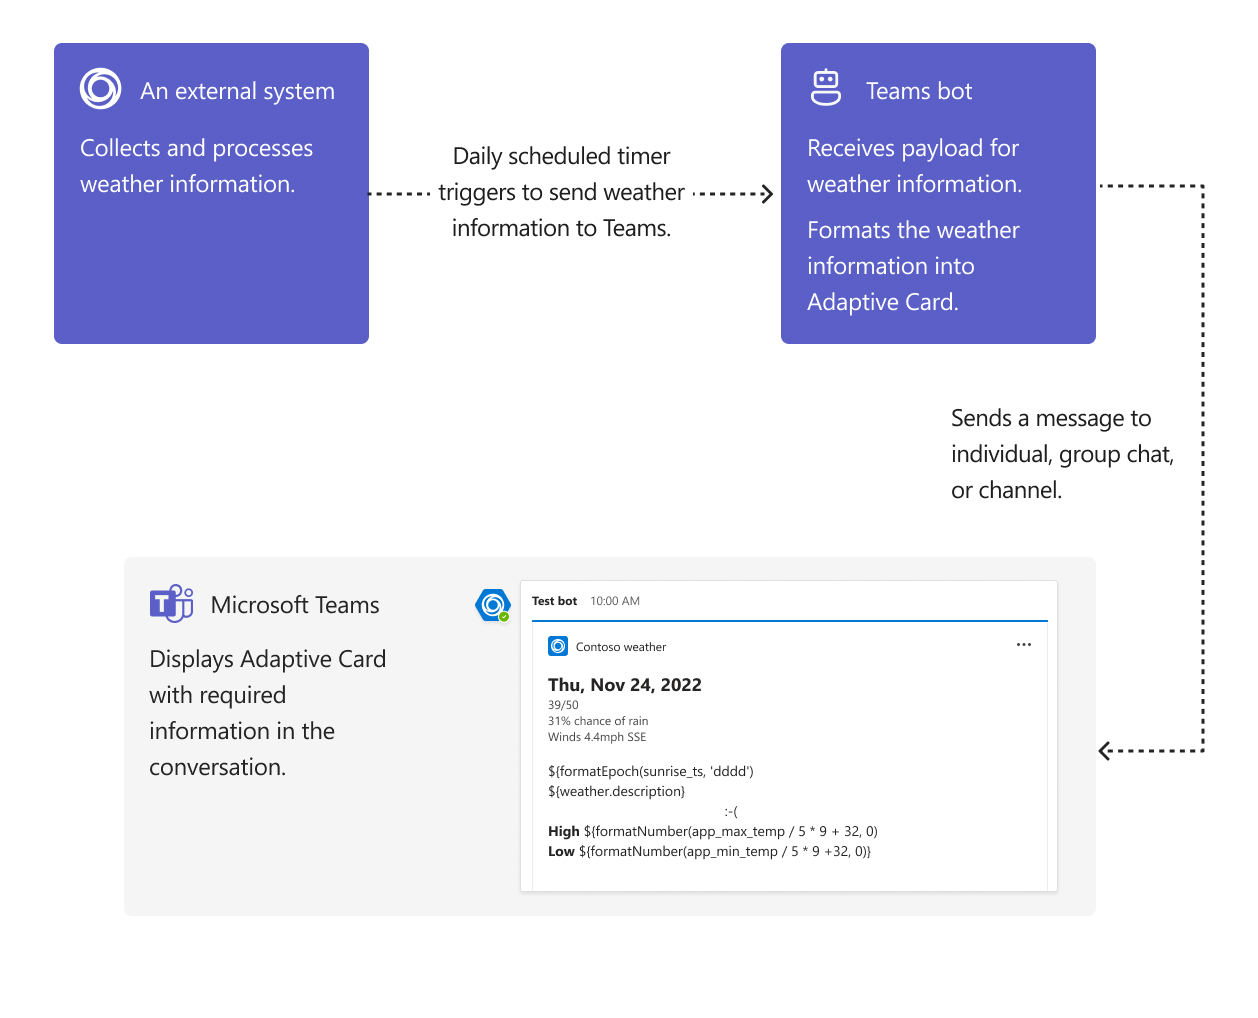 An external system
Collects and processes
weather information.
Daily scheduled timer
triggers to send weather
information to Teams.
Teams bot
Receives payload for
weather information.
Formats the weather
information into
Adaptive Card.
Sends a message to
individual, group chat,
or channel.
Microsoft Teams
Displays Adaptive Card
with required
information in the
conversation.
Test bot 10:00 AM
Contoso weather
Thu, Nov 24, 2022
39/50
31% chance of rain
Winds 4.4mph SSE
${formatEpoch(sunrise_ts, 'dddd')
${weather.description}
:-(
High ${formatNumber(app_max_temp / 5 * 9 + 32, 0)
Low ${formatNumber(app_min_temp / 5 * 9 +32, 0)}